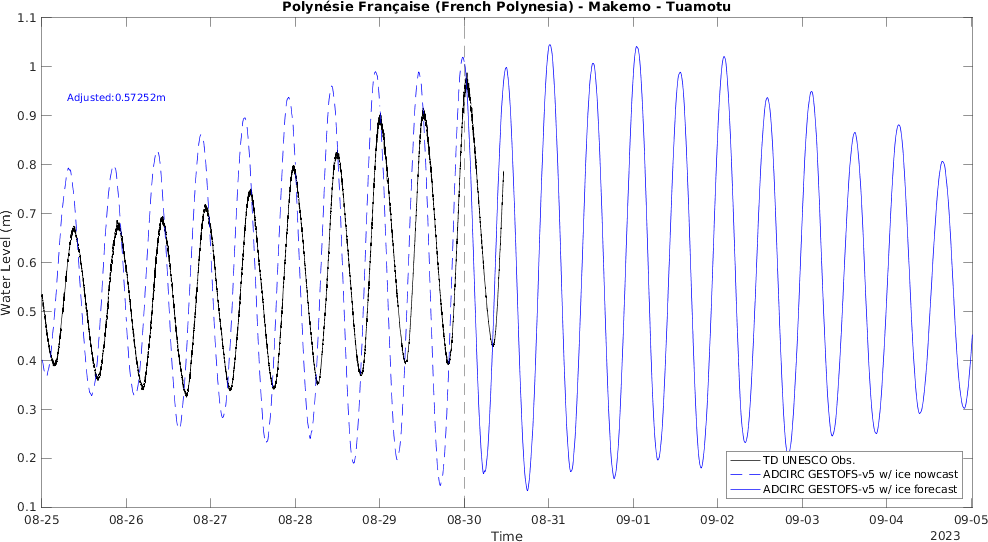 Polynésie Française (French Polynesia) - Makemo - Tuamotu
1.1
1
0.9
0.8
0.7
0.6
0.5
0.4
0.3
0.2
0.1
Water Level (m)
Adjusted:0.57252m
TD UNESCO Obs.
ADCIRC GESTOFS-v5 w/ ice nowcast
ADCIRC GESTOFS-v5 w/ ice forecast
08-25 08-26 08-27 08-28 08-29 08-30 08-31 09-01 09-02 09-03 09-04 09-05
Time
2023